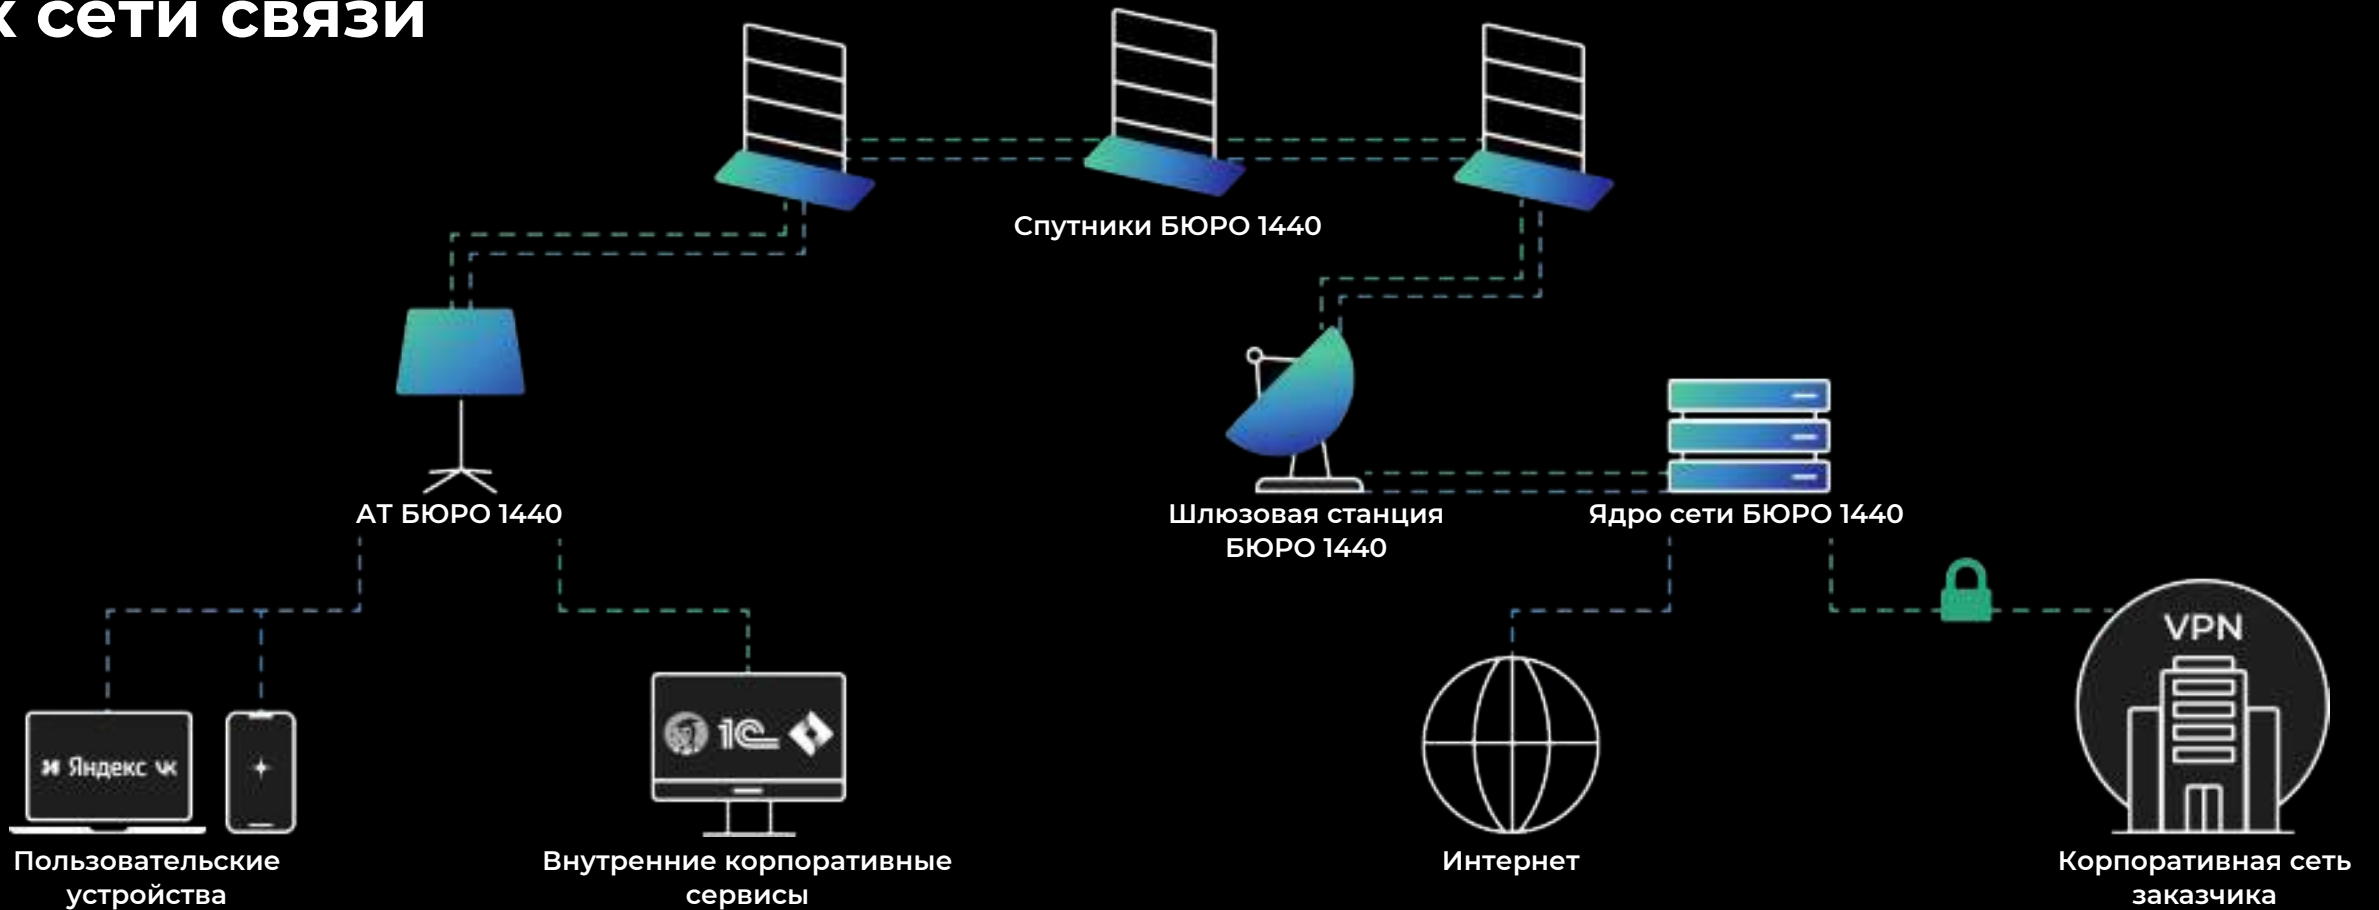 к сети связи
Спутники БЮРО 1440
АТ БЮРО 1440
Шлюзовая станция
БЮРО 1440
Ядро сети БЮРО 1440
VPN
Яндекс
1С
Пользовательские
устройства
Внутренние корпоративные
сервисы
Интернет
Корпоративная сеть
заказчика